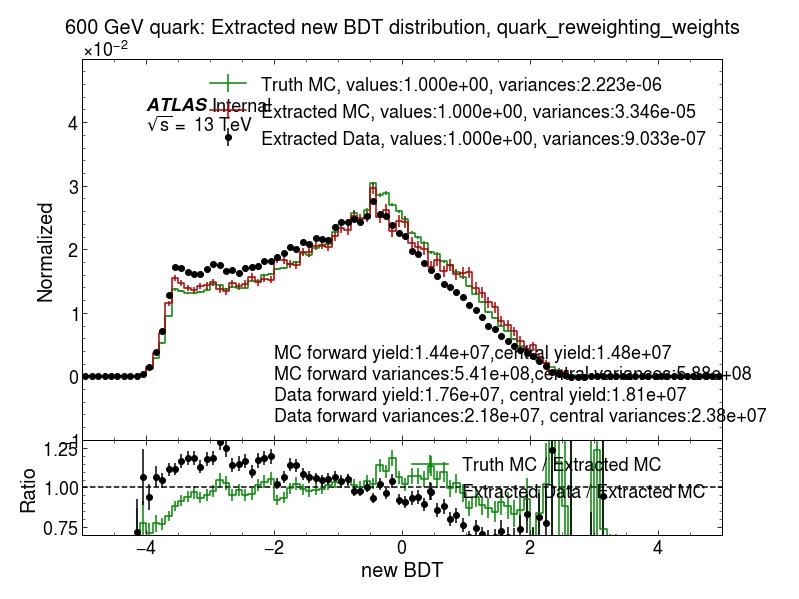 600 GeV quark: Extracted new BDT distribution, quark_reweighting_weights
×10⁻²
Truth MC, values:1.000e+00, variances:2.223e-06
ATLAS Internal
Extracted MC, values:1.000e+00, variances:3.346e-05
√s = 13 TeV
Extracted Data, values:1.000e+00, variances:9.033e-07
4
3
2
1
0
−1
Normalized
MC forward yield:1.44e+07,central yield:1.48e+07
MC forward variances:5.41e+08,central variances:5.88e+08
Data forward yield:1.76e+07, central yield:1.81e+07
Data forward variances:2.18e+07, central variances:2.38e+07
1.25
1.00
0.75
Ratio
Truth MC / Extracted MC
Extracted Data / Extracted MC
−4 −2 0 2 4
new BDT